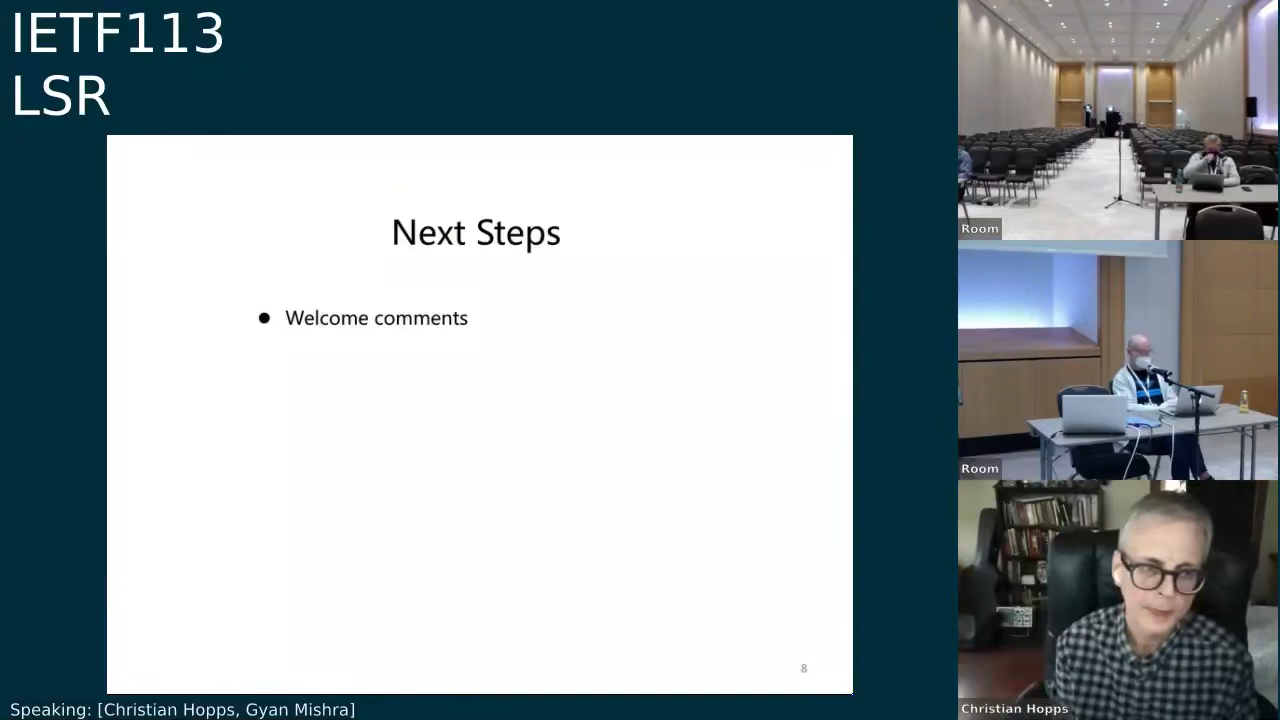 IETF113
LSR
Next Steps
● Welcome comments
8
Speaking: [Christian Hopps, Gyan Mishra]
Room
Room
Christian Hopps